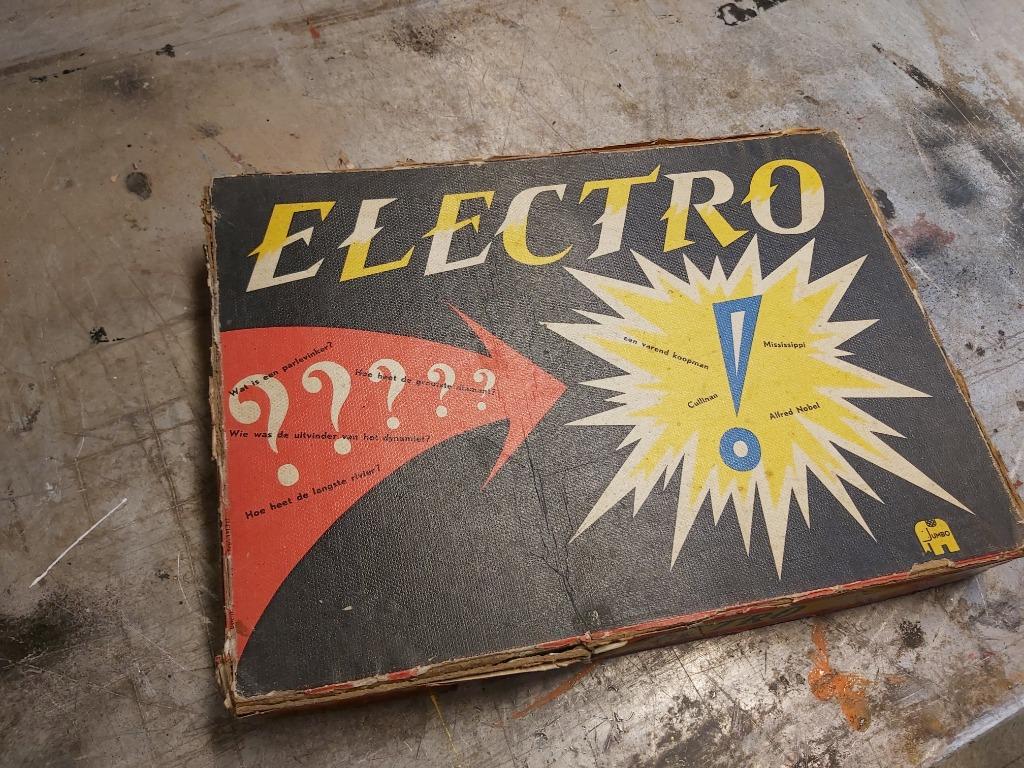 ELECTRO
Wat is een parlevinker?
Hoe heet de grootste diamant?
? ? ? ? ?
Wie was de uitvinder van het dynamiet?
Hoe heet de langste rivier?
een varend koopman
!
Mississippi
Cullinan
Alfred Nobel
JUMBO